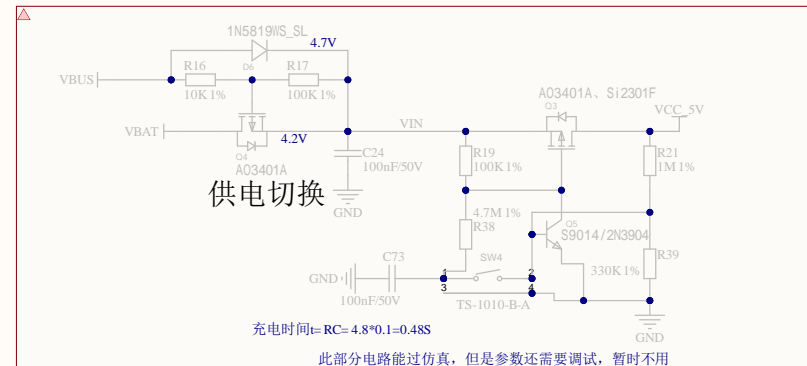 1N5819WS_SL
4.7V
D6
R16
R17
VBUS
10K 1%
100K 1%
VBAT
4.2V
Q4
AO3401A
C24
100nF/50V
供电切换
GND
VIN
AO3401A、Si2301F
Q3
VCC_5V
R19
100K 1%
R21
1M 1%
4.7M 1%
R38
Q5
S9014/2N3904
C73
SW4
GND
1
2
3
4
100nF/50V
TS-1010-B-A
330K 1%
R39
GND
充电时间t= RC= 4.8*0.1=0.48S
此部分电路能过仿真，但是参数还需要调试，暂时不用